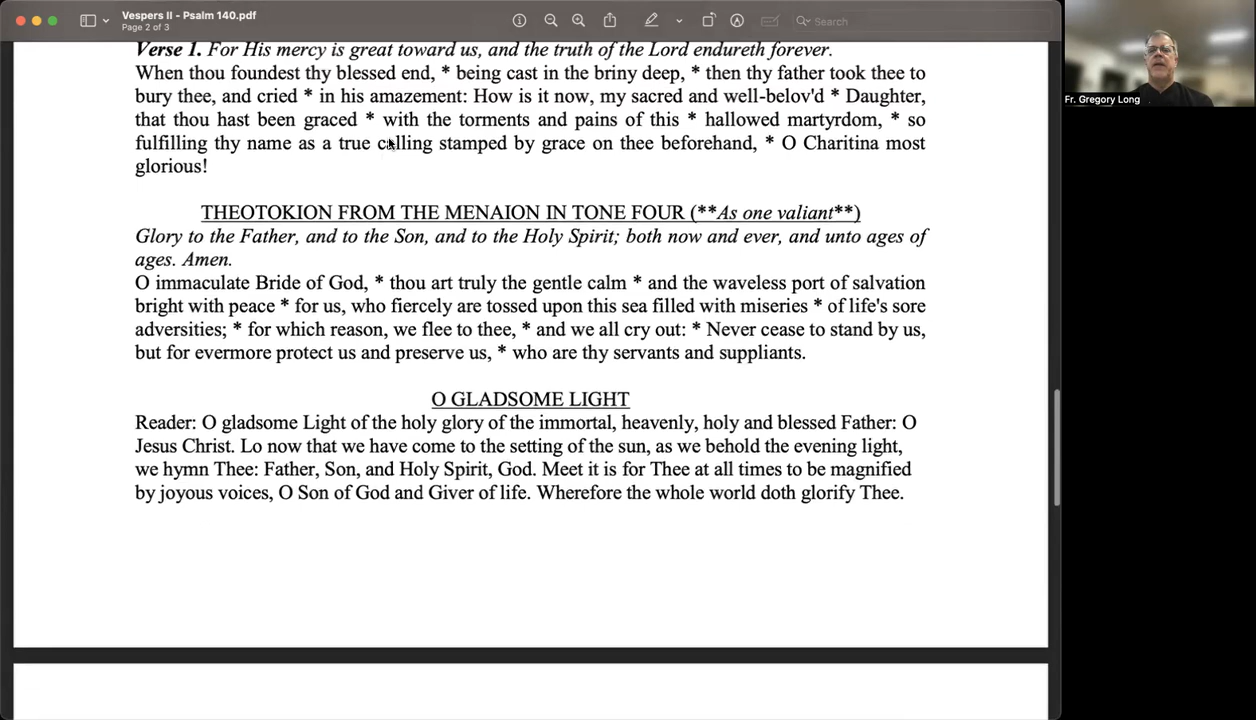 Vespers II - Psalm 140.pdf
Page 2 of 3
Search
Verse 1. For His mercy is great toward us, and the truth of the Lord endureth forever.
When thou foundest thy blessed end, * being cast in the briny deep, * then thy father took thee to
bury thee, and cried * in his amazement: How is it now, my sacred and well-belov'd * Daughter,
that thou hast been graced * with the torments and pains of this * hallowed martyrdom, * so
fulfilling thy name as a true calling stamped by grace on thee beforehand, * O Charitina most
glorious!
THEOTOKION FROM THE MENAION IN TONE FOUR (**As one valiant**)
Glory to the Father, and to the Son, and to the Holy Spirit; both now and ever, and unto ages of
ages. Amen.
O immaculate Bride of God, * thou art truly the gentle calm * and the waveless port of salvation
bright with peace * for us, who fiercely are tossed upon this sea filled with miseries * of life's sore
adversities; * for which reason, we flee to thee, * and we all cry out: * Never cease to stand by us,
but for evermore protect us and preserve us, * who are thy servants and suppliants.
O GLADSOME LIGHT
Reader: O gladsome Light of the holy glory of the immortal, heavenly, holy and blessed Father: O
Jesus Christ. Lo now that we have come to the setting of the sun, as we behold the evening light,
we hymn Thee: Father, Son, and Holy Spirit, God. Meet it is for Thee at all times to be magnified
by joyous voices, O Son of God and Giver of life. Wherefore the whole world doth glorify Thee.
Fr. Gregory Long